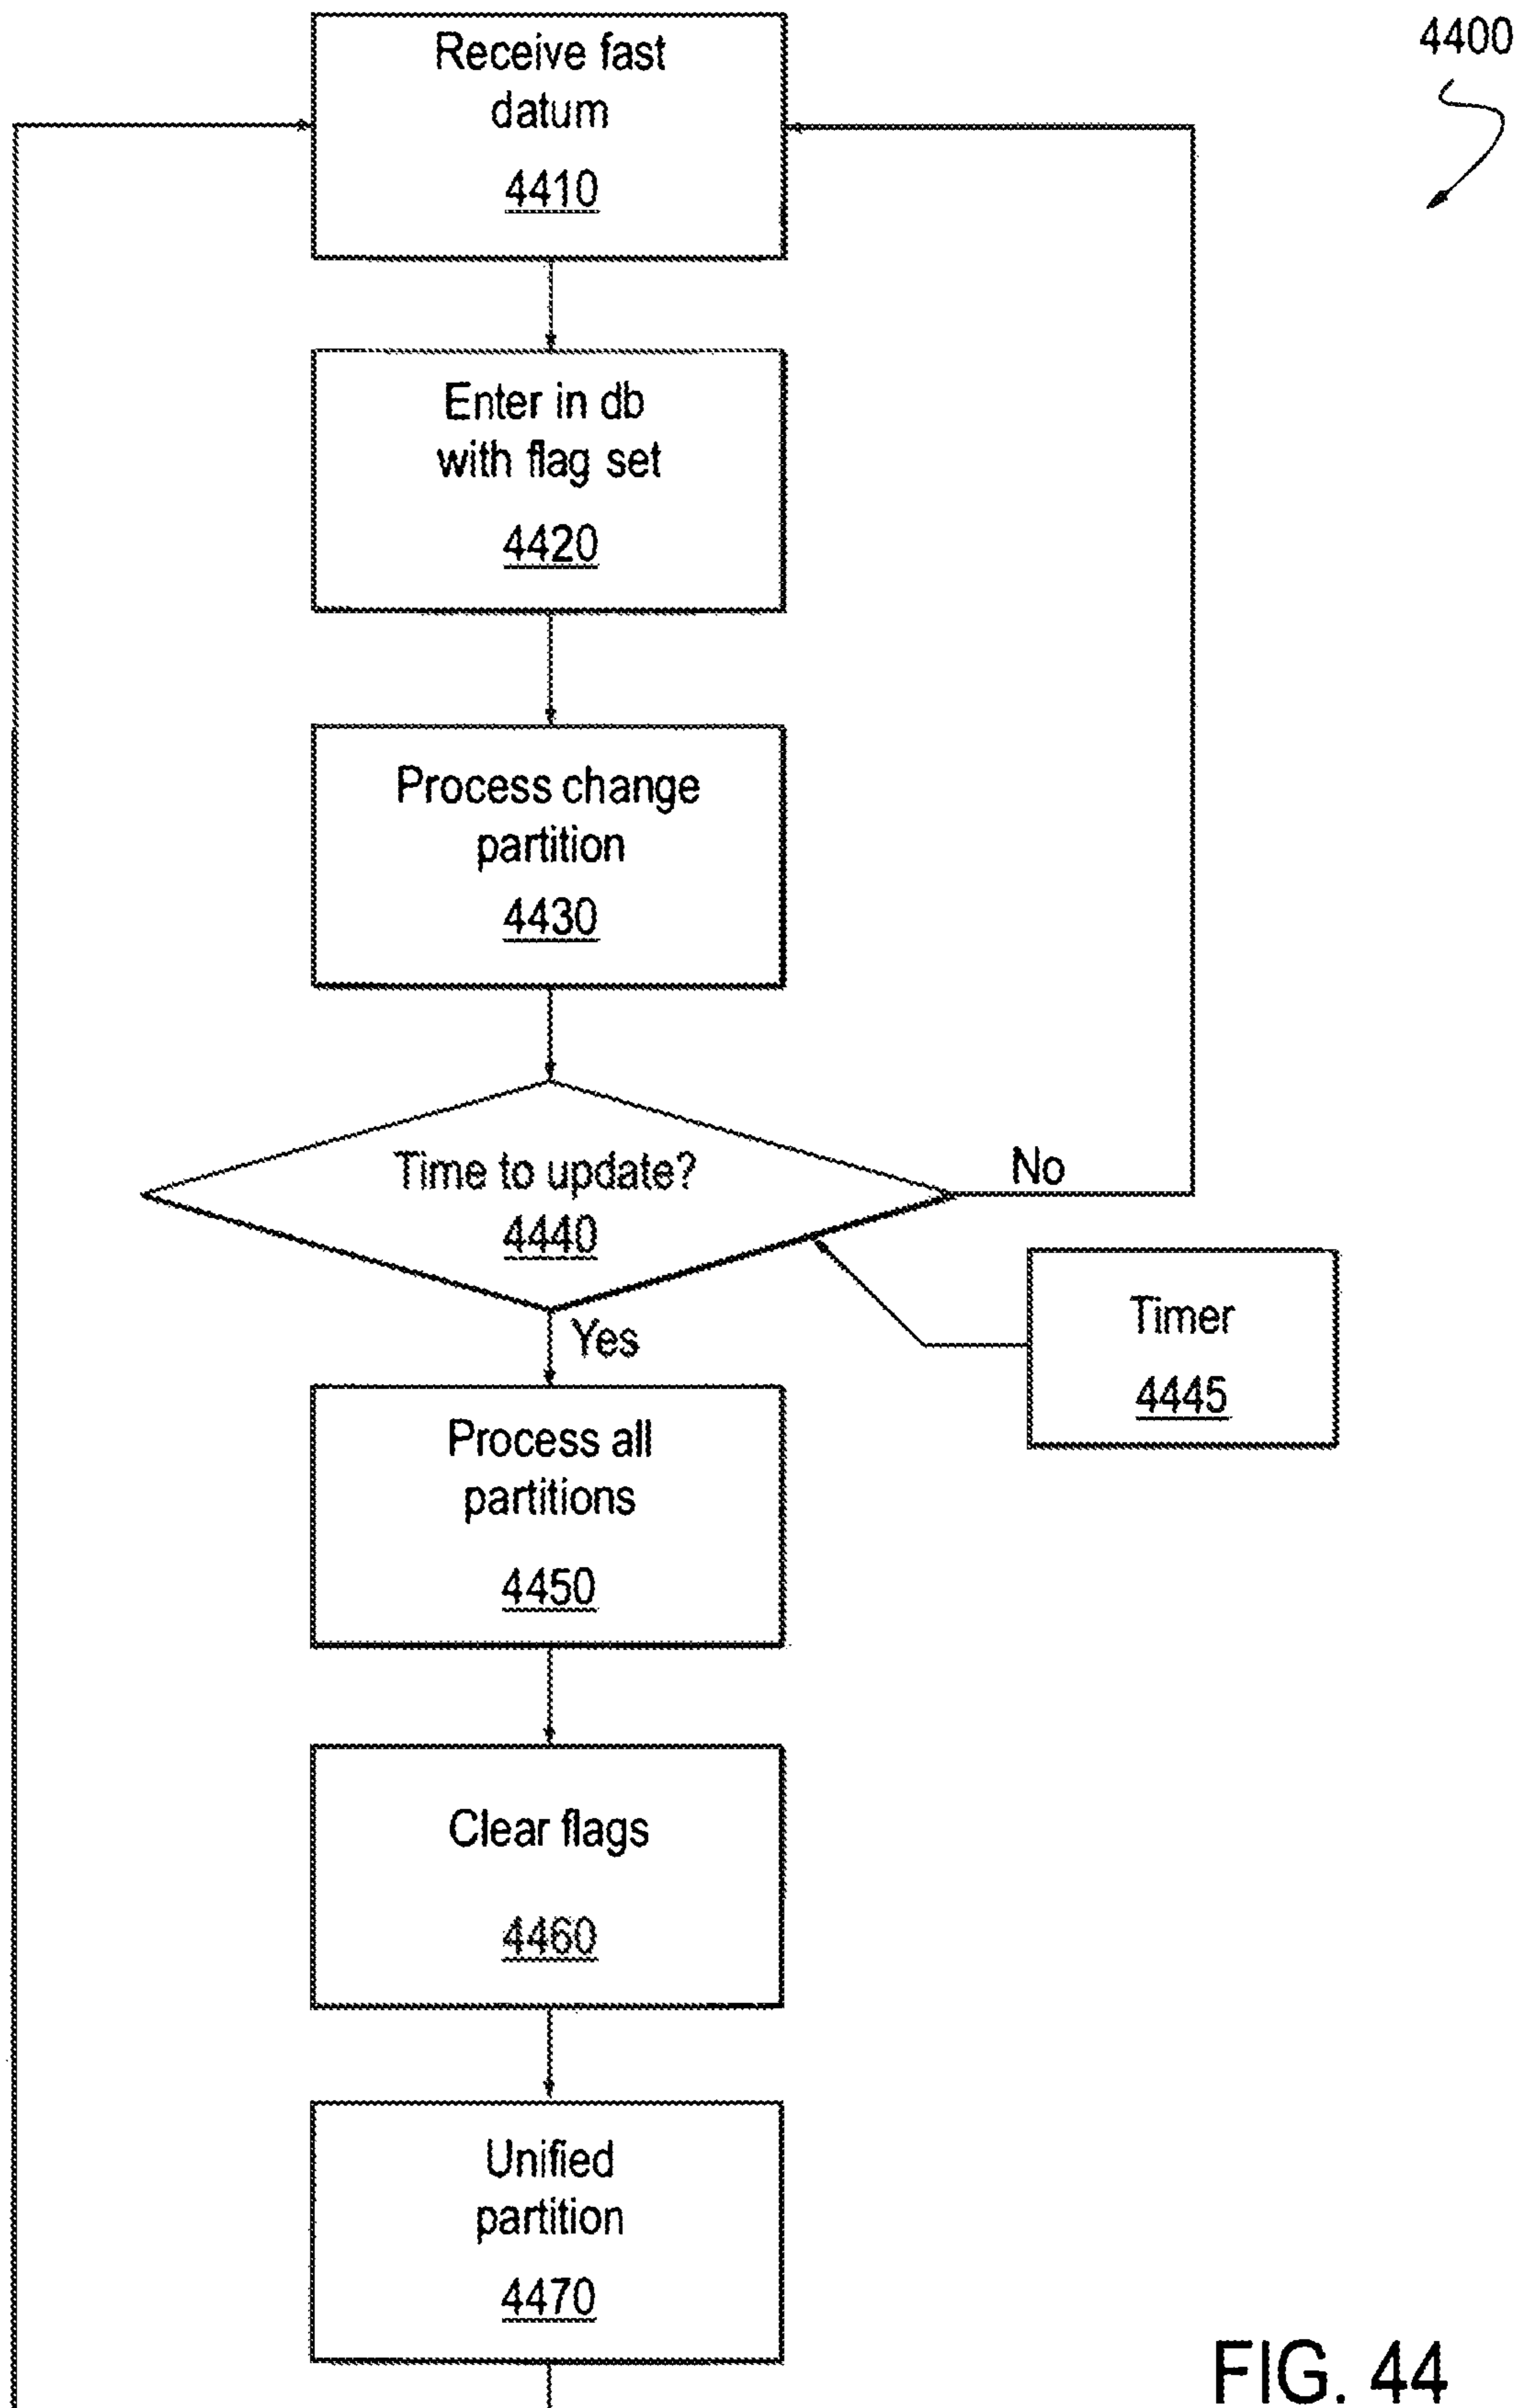 4400
Receive fast
datum
4410
Enter in db
with flag set
4420
Process change
partition
4430
Time to update?
4440
No
Yes
Timer
4445
Process all
partitions
4450
Clear flags
4460
Unified
partition
4470
FIG. 44